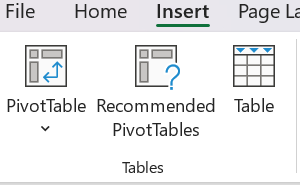 File Home Insert Page La
PivotTable Recommended PivotTables Table
Tables